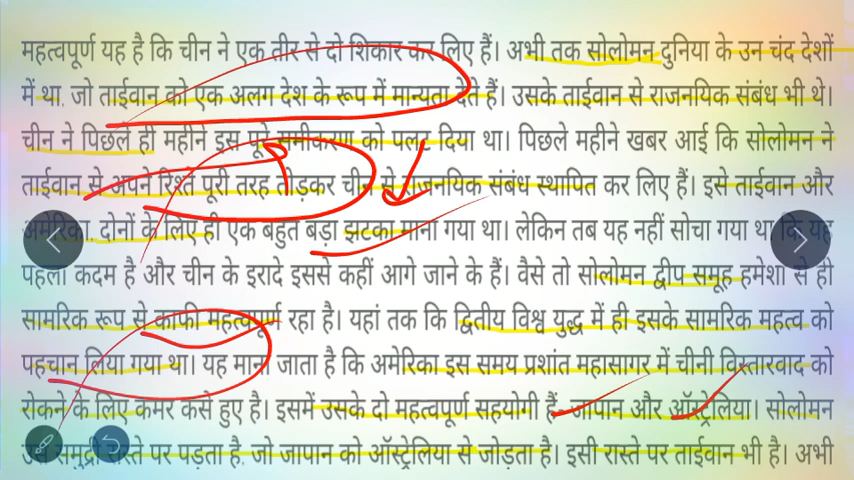 महत्वपूर्ण यह है कि चीन ने एक तीर से दो शिकार कर लिए हैं। अभी तक सोलोमन दुनिया के उन चंद देशों
में था, जो ताईवान को एक अलग देश के रूप में मान्यता देते हैं। उसके ताईवान से राजनयिक संबंध भी थे।
चीन ने पिछले ही महीने इस पूरे समीकरण को पलट दिया था। पिछले महीने खबर आई कि सोलोमन ने
ताईवान से अपने रिश्ते पूरी तरह तोड़कर चीन से राजनयिक संबंध स्थापित कर लिए हैं। इसे ताईवान और
अमेरिका, दोनों के लिए ही एक बहुत बड़ा झटका माना गया था। लेकिन तब यह नहीं सोचा गया था कि यह
पहला कदम है और चीन के इरादे इससे कहीं आगे जाने के हैं। वैसे तो सोलोमन द्वीप समूह हमेशा से ही
सामरिक रूप से काफी महत्वपूर्ण रहा है। यहां तक कि द्वितीय विश्व युद्ध में ही इसके सामरिक महत्व को
पहचान लिया गया था। यह माना जाता है कि अमेरिका इस समय प्रशांत महासागर में चीनी विस्तारवाद को
रोकने के लिए कमर कसे हुए है। इसमें उसके दो महत्वपूर्ण सहयोगी हैं- जापान और ऑस्ट्रेलिया। सोलोमन
उस समुद्री रास्ते पर पड़ता है, जो जापान को ऑस्ट्रेलिया से जोड़ता है। इसी रास्ते पर ताईवान भी है। अभी